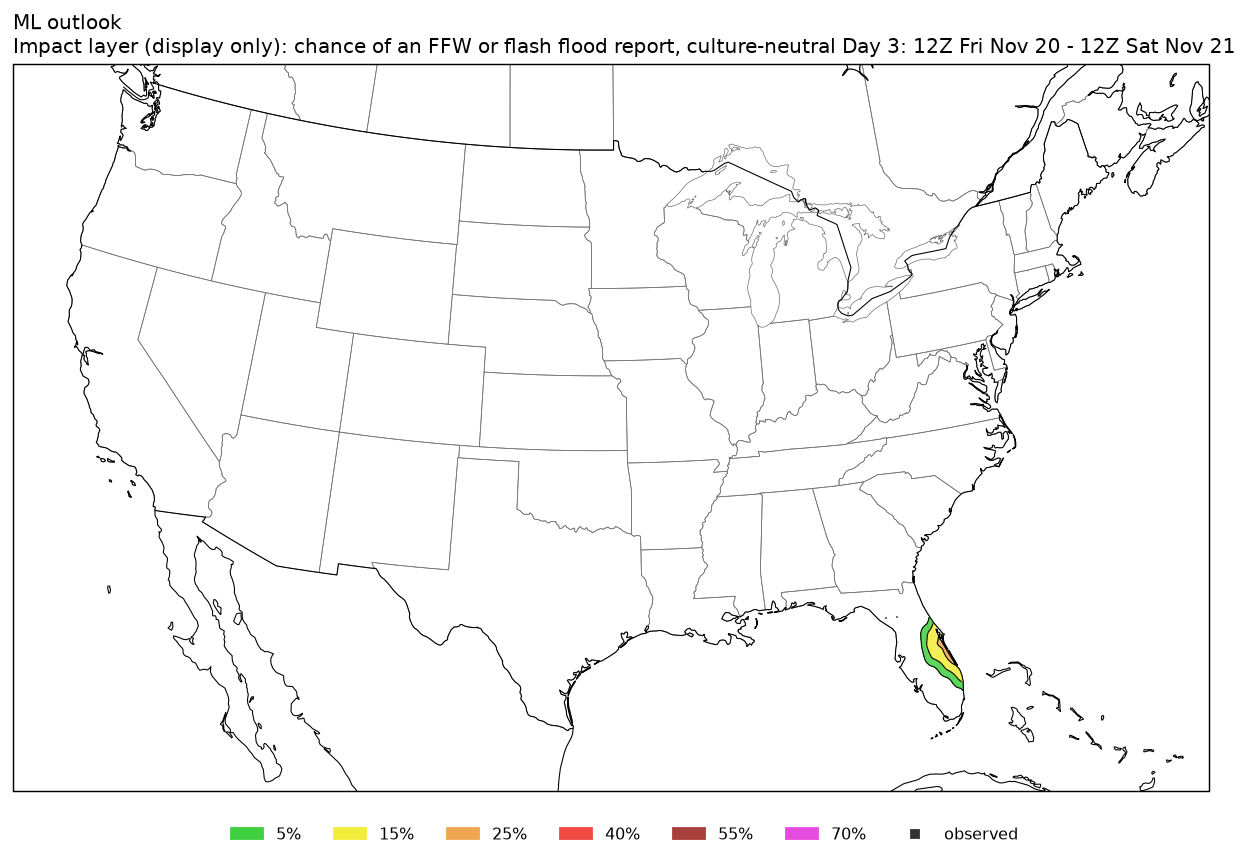 ML outlook
Impact layer (display only): chance of an FFW or flash flood report, culture-neutral Day 3: 12Z Fri Nov 20 - 12Z Sat Nov 21
5% 15% 25% 40% 55% 70% observed